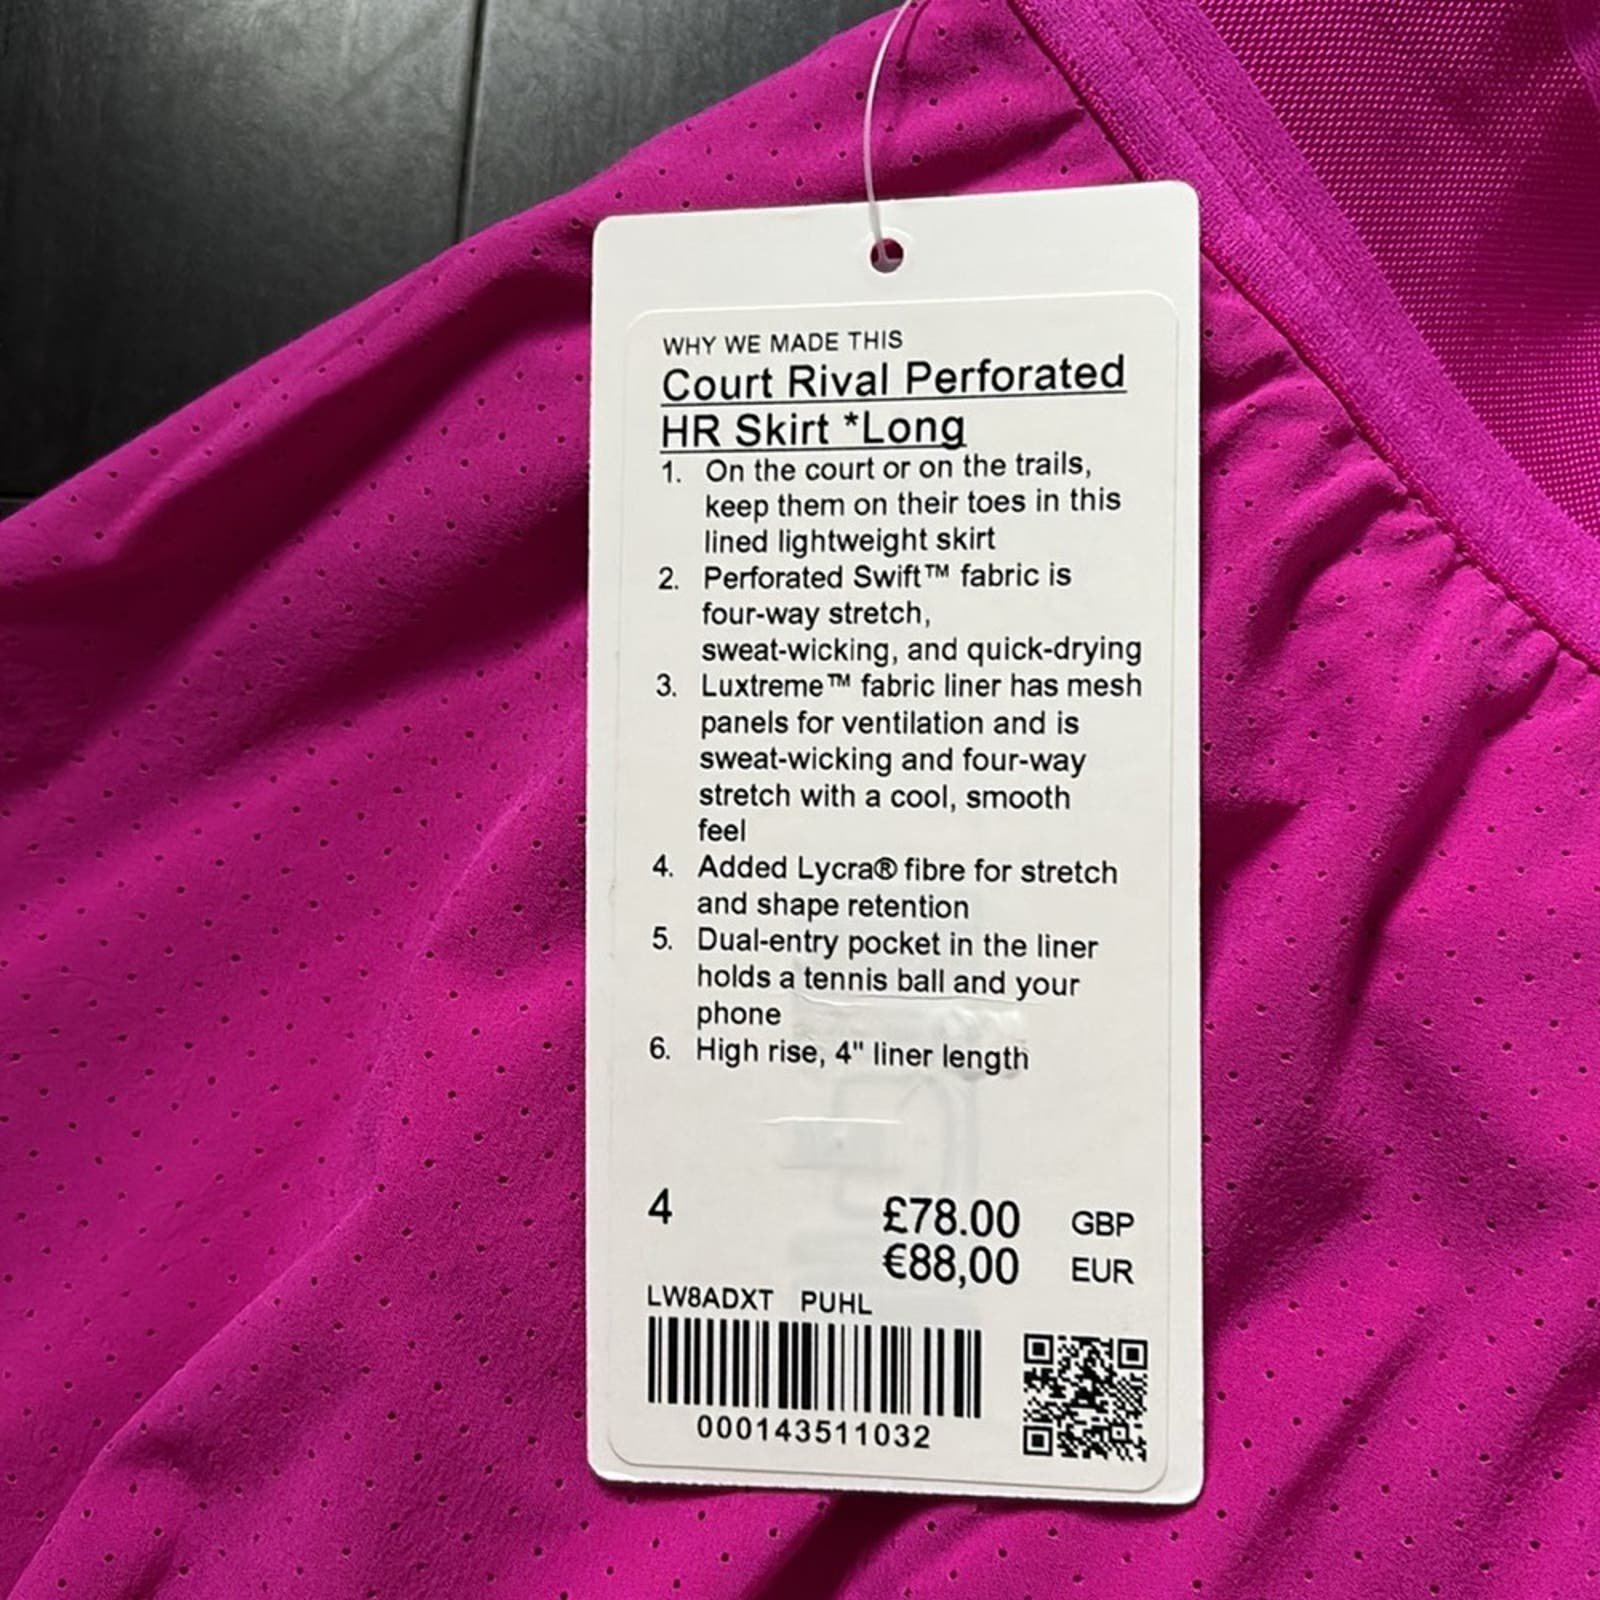 WHY WE MADE THIS
Court Rival Perforated
HR Skirt *Long
1. On the court or on the trails,
keep them on their toes in this
lined lightweight skirt
2. Perforated Swift™ fabric is
four-way stretch,
sweat-wicking, and quick-drying
3. Luxtreme™ fabric liner has mesh
panels for ventilation and is
sweat-wicking and four-way
stretch with a cool, smooth
feel
4. Added Lycra® fibre for stretch
and shape retention
5. Dual-entry pocket in the liner
holds a tennis ball and your
phone
6. High rise, 4" liner length
4 £78.00 GBP
€88,00 EUR
LW8ADXT PUHL
000143511032